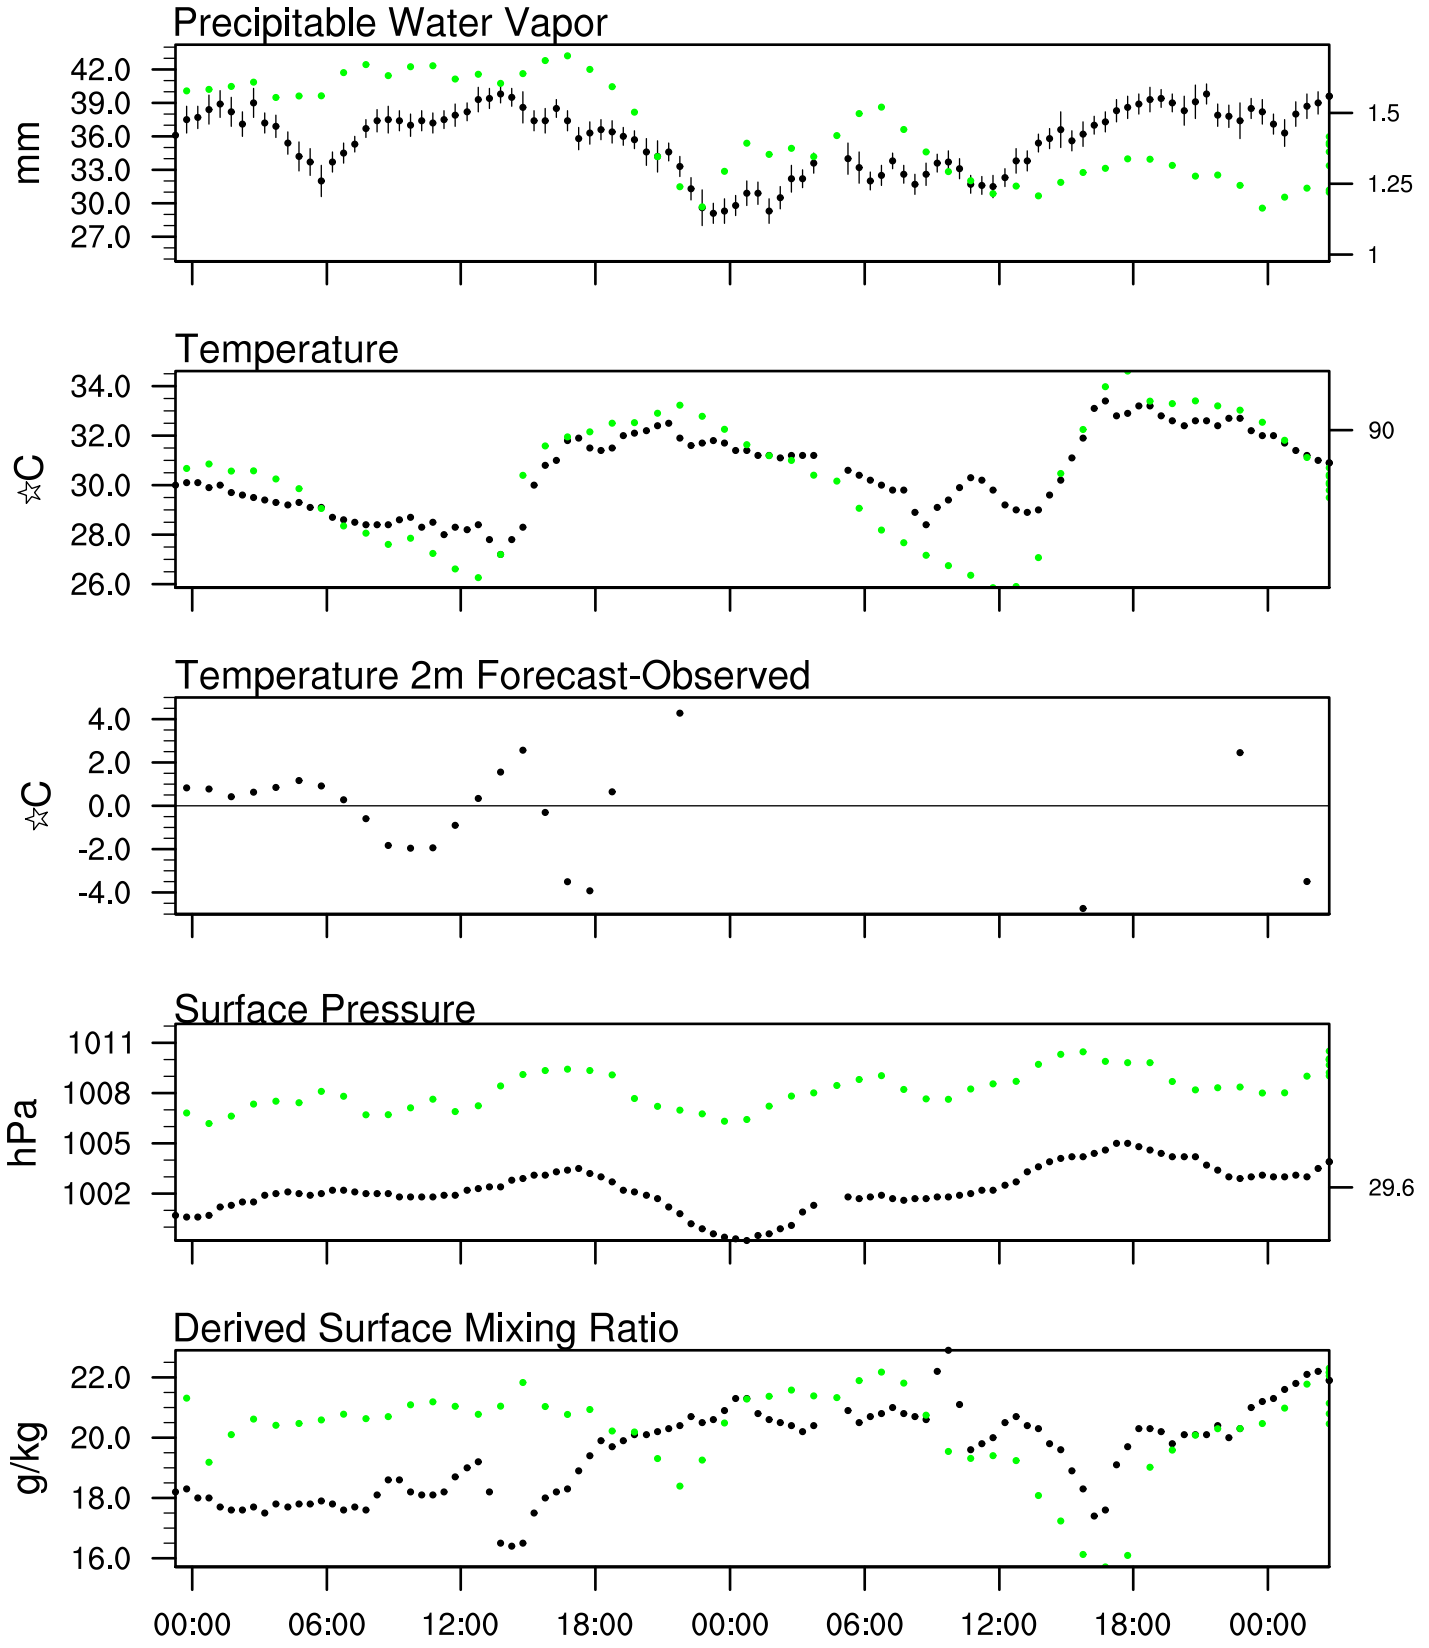 Precipitable Water Vapor
42.0
39.0
36.0
33.0
30.0
27.0
mm
1.5
1.25
1
Temperature
34.0
32.0
30.0
28.0
26.0
☆C
90
Temperature 2m Forecast-Observed
4.0
2.0
0.0
-2.0
-4.0
☆C
Surface Pressure
1011
1008
1005
1002
hPa
29.6
Derived Surface Mixing Ratio
22.0
20.0
18.0
16.0
g/kg
00:00 06:00 12:00 18:00 00:00 06:00 12:00 18:00 00:00